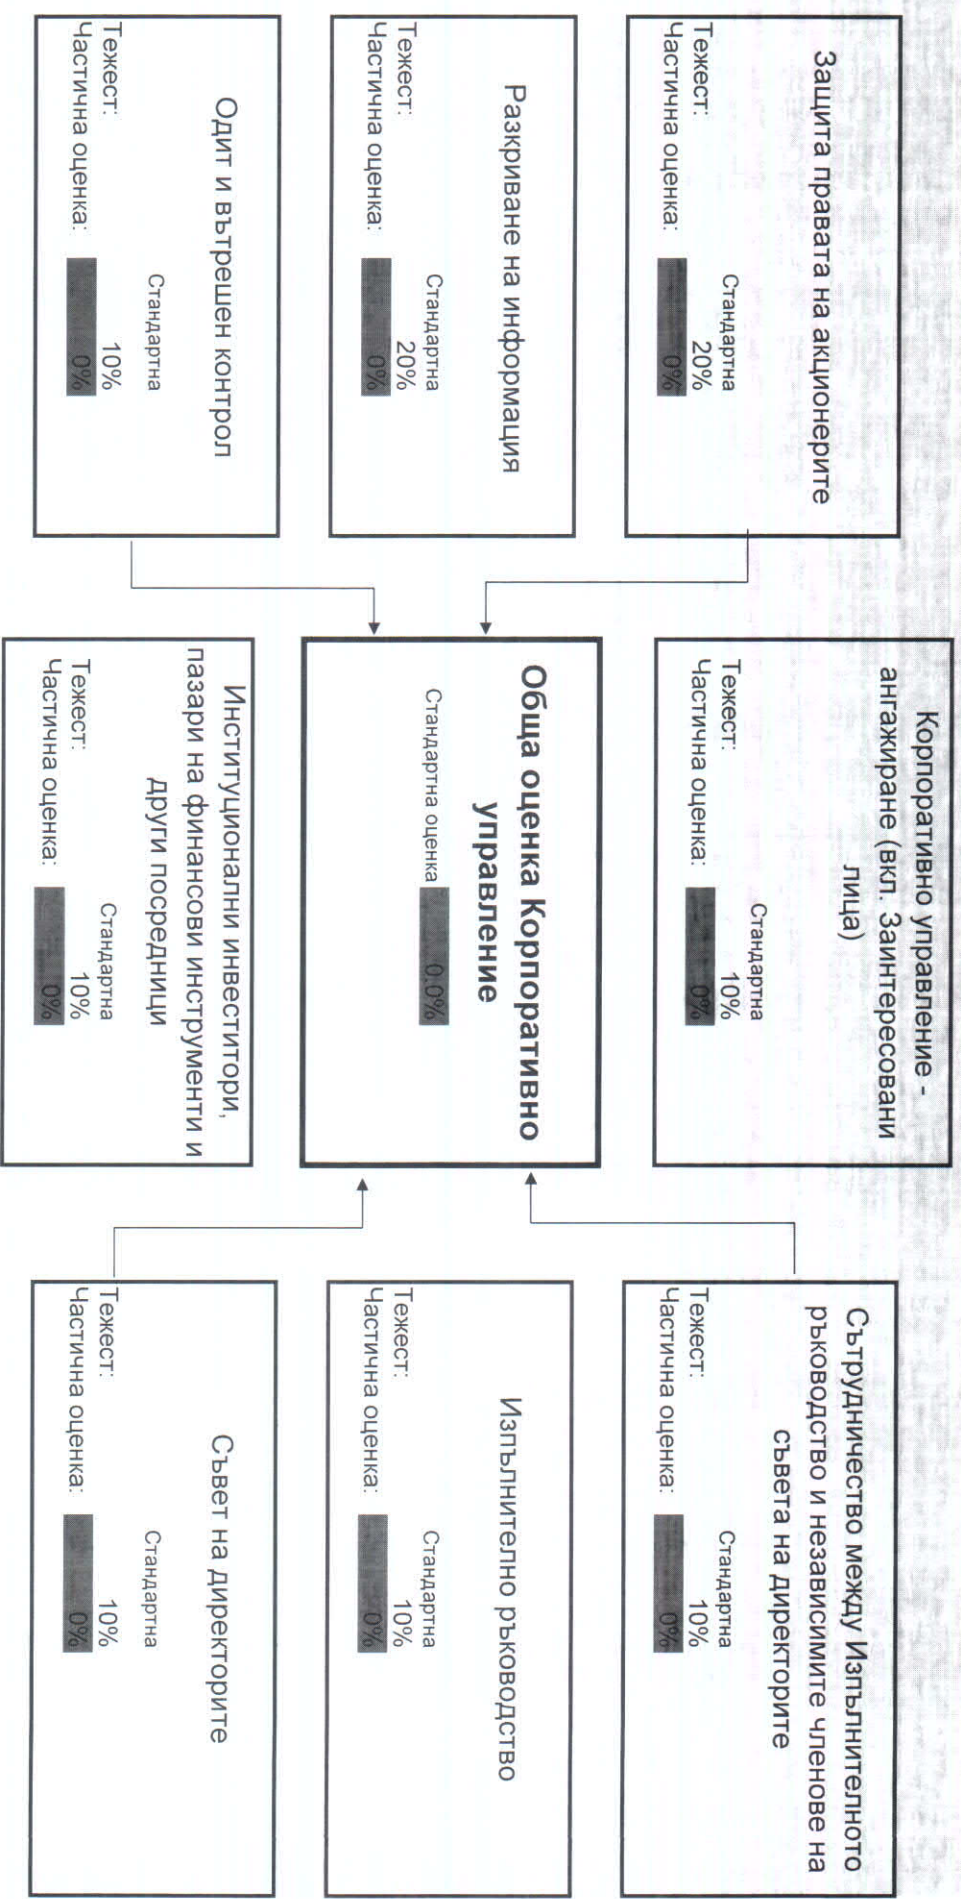 Защита правата на акционерите
Стандартна
Тежест: 20%
Частична оценка: 0%
Разкриване на информация
Стандартна
Тежест: 20%
Частична оценка: 0%
Одит и вътрешен контрол
Стандартна
Тежест: 10%
Частична оценка: 0%
Корпоративно управление -
ангажиране (вкл. Заинтересовани
лица)
Стандартна
Тежест: 10%
Частична оценка: 0%
Обща оценка Корпоративно
управление
Стандартна оценка 0.0%
Институционални инвеститори,
пазари на финансови инструменти и
други посредници
Стандартна
Тежест: 10%
Частична оценка: 0%
Сътрудничество между Изпълнителното
ръководство и независимите членове на
съвета на директорите
Стандартна
Тежест: 10%
Частична оценка: 0%
Изпълнително ръководство
Стандартна
Тежест: 10%
Частична оценка: 0%
Съвет на директорите
Стандартна
Тежест: 10%
Частична оценка: 0%